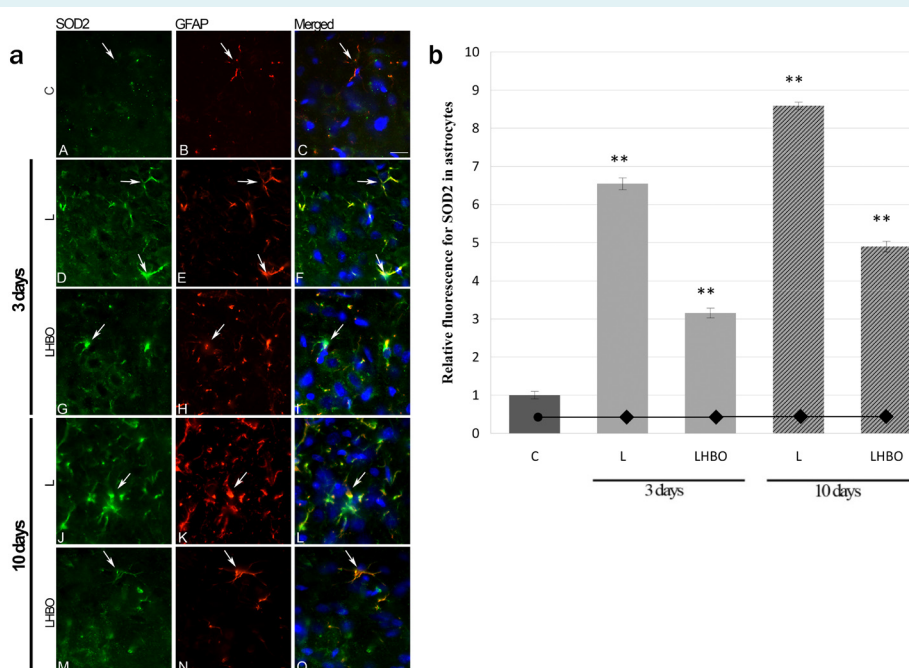 SOD2 GFAP Merged
a
C
A B C
3 days
L
D E F
LHBO
G H I
10 days
L
J K L
LHBO
M N O
b
Relative fluorescence for SOD2 in astrocytes
10
9
8
7
6
5
4
3
2
1
0
** ** ** **
C L LHBO L LHBO
3 days 10 days